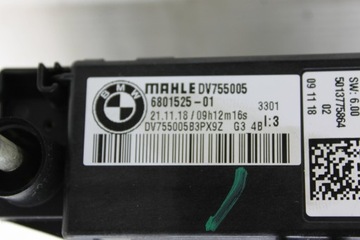 BMW
MAHLE DV755005
6801525-01 3301
21.11.18 / 09h12m16s I:3
DV755005B3PX9Z G3 4B
SW: 6.00
5013775864
02
09 11 18